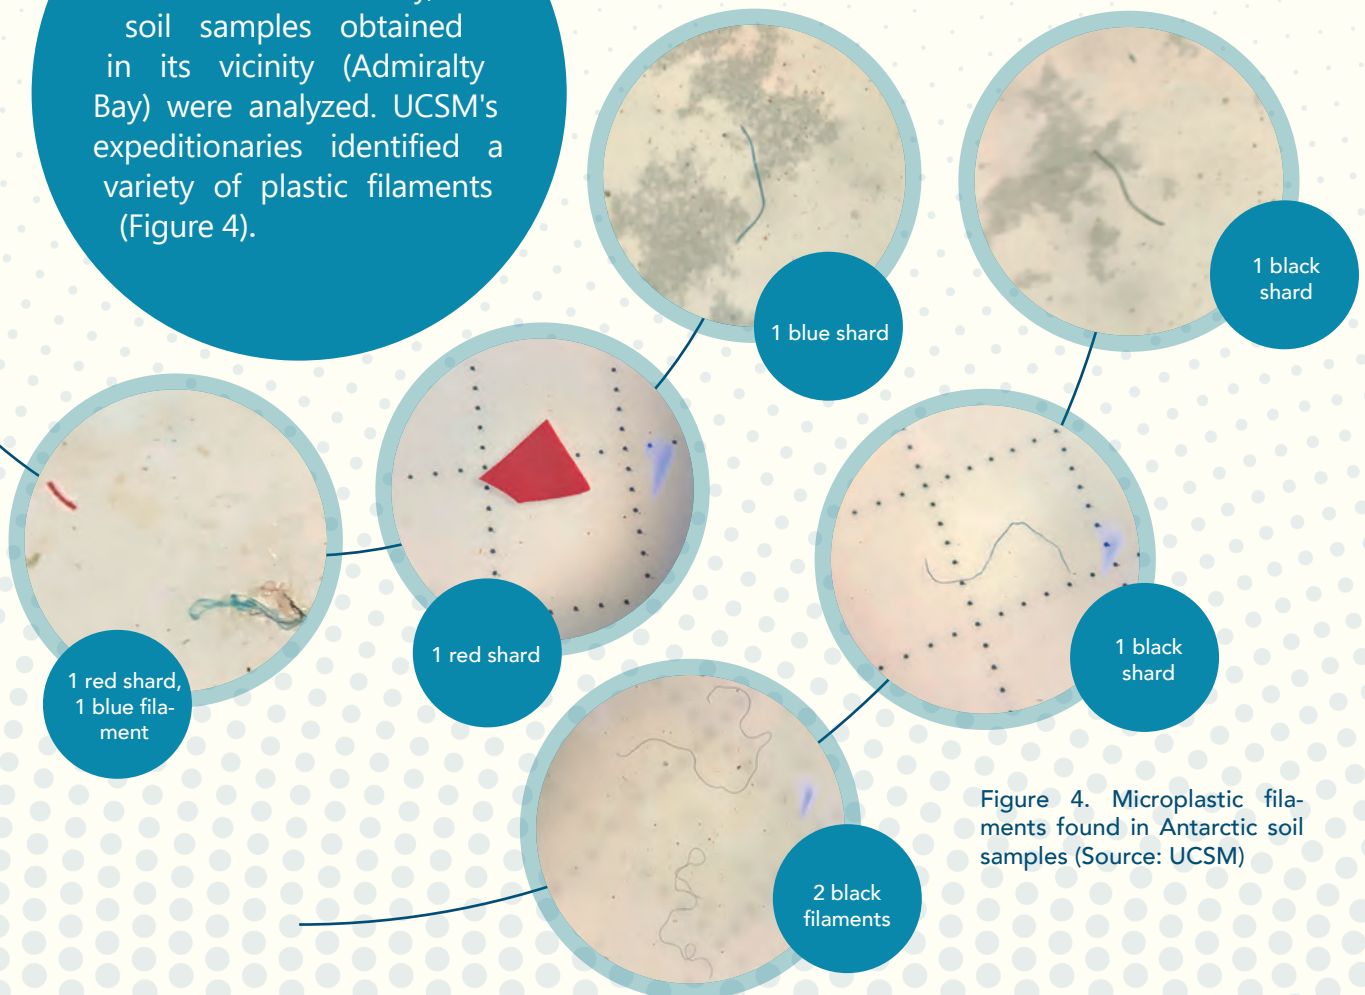 soil samples obtained
in its vicinity (Admiralty
Bay) were analyzed. UCSM's
expeditionaries identified a
variety of plastic filaments
(Figure 4).
1 blue shard
1 black
shard
1 red shard,
1 blue fila-
ment
1 red shard
1 black
shard
2 black
filaments
Figure 4. Microplastic fila-
ments found in Antarctic soil
samples (Source: UCSM)